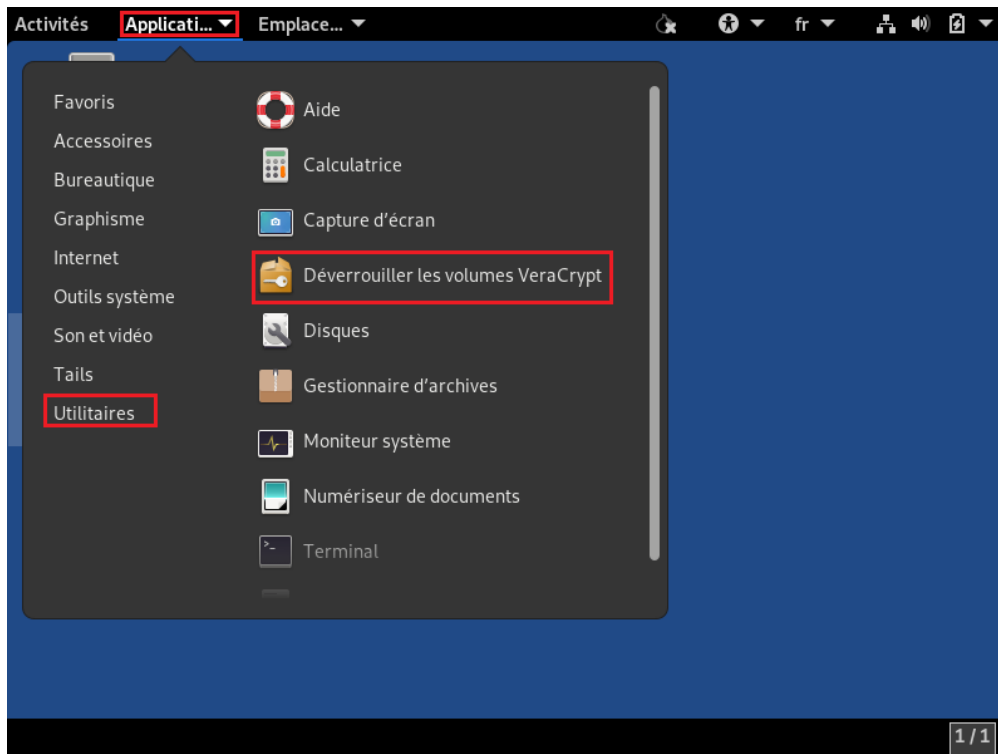 Activités Applicati... Emplace... fr
Favoris
Accessoires
Bureautique
Graphisme
Internet
Outils système
Son et vidéo
Tails
Utilitaires
Aide
Calculatrice
Capture d'écran
Déverrouiller les volumes VeraCrypt
Disques
Gestionnaire d'archives
Moniteur système
Numériseur de documents
Terminal
1 / 1